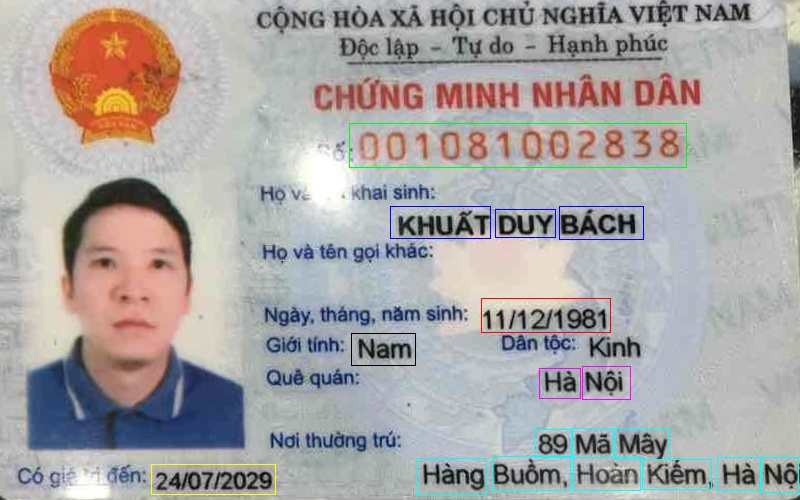 CỘNG HÒA XÃ HỘI CHỦ NGHĨA VIỆT NAM
Độc lập - Tự do - Hạnh phúc
CHỨNG MINH NHÂN DÂN
Số: 001081002838
Họ và khai sinh:
KHUẤT DUY BÁCH
Họ và tên gọi khác:
Ngày, tháng, năm sinh: 11/12/1981
Giới tính: Nam Dân tộc: Kinh
Quê quán: Hà Nội
Nơi thường trú: 89 Mã Mây
Có giá trị đến: 24/07/2029 Hàng Buồm, Hoàn Kiếm, Hà Nội